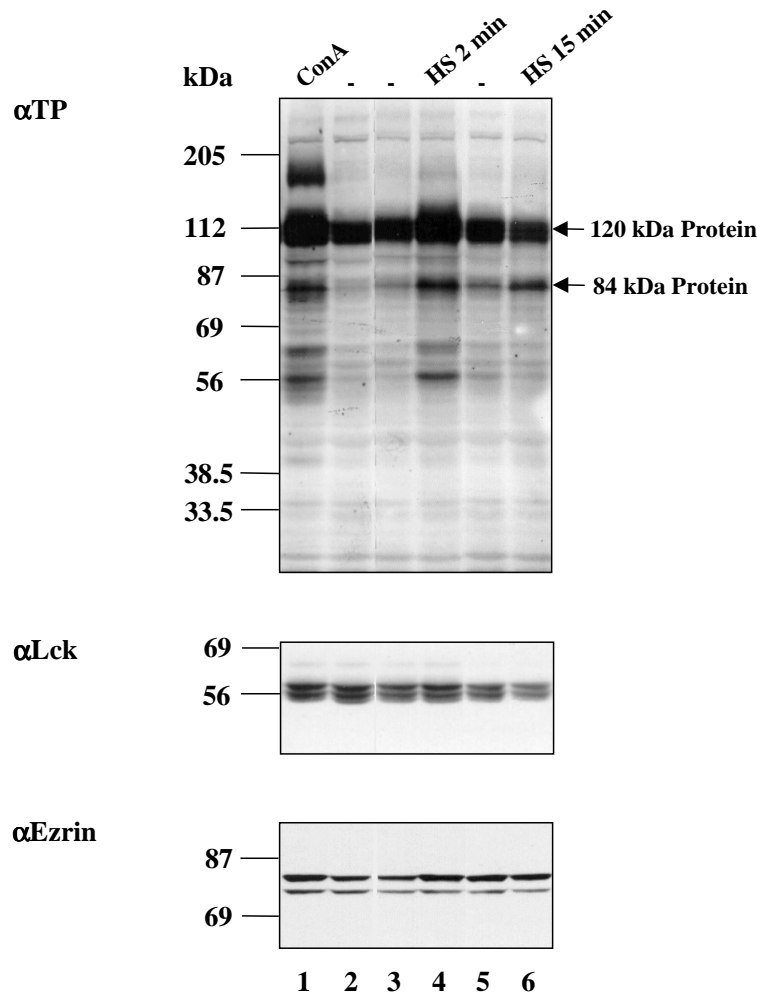 ConA - - HS 2 min - HS 15 min
kDa
αTP
205
112
87
69
56
38.5
33.5
120 kDa Protein
84 kDa Protein
αLck
69
56
αEzrin
87
69
1 2 3 4 5 6